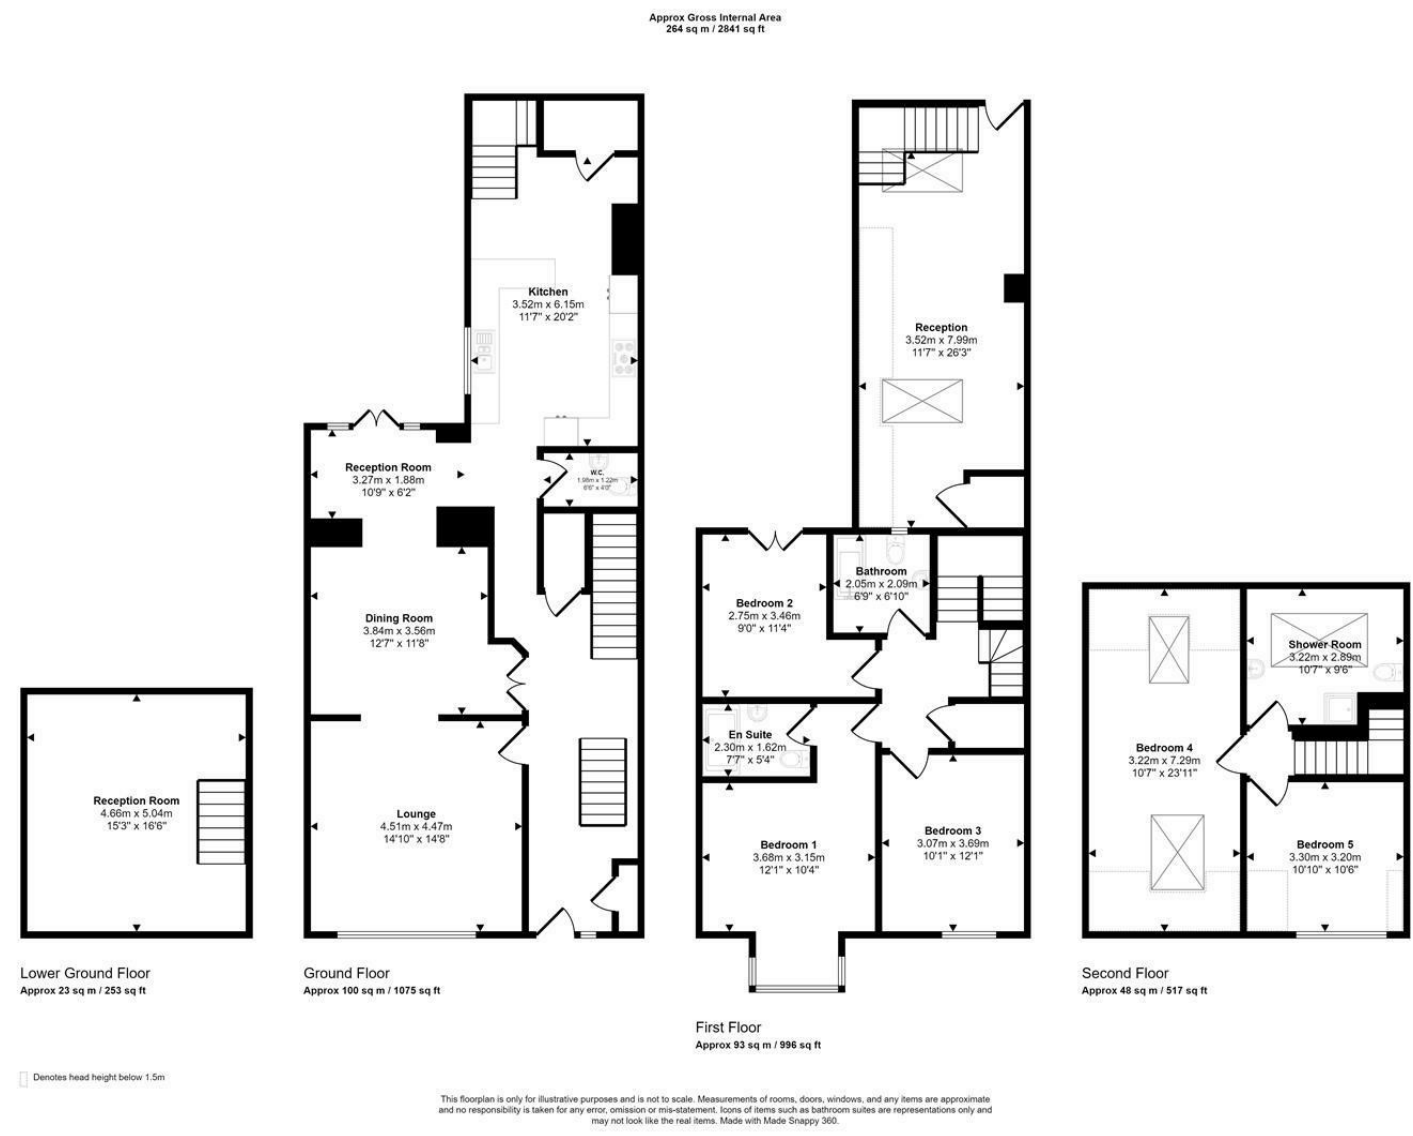 Approx Gross Internal Area
264 sq m / 2841 sq ft
Kitchen
3.52m x 6.15m
11'7" x 20'2"
Reception Room
3.27m x 1.88m
10'9" x 6'2"
W.C.
1.98m x 1.22m
6'6" x 4'0"
Dining Room
3.84m x 3.56m
12'7" x 11'8"
Lounge
4.51m x 4.47m
14'10" x 14'8"
Reception Room
4.66m x 5.04m
15'3" x 16'6"
Reception
3.52m x 7.99m
11'7" x 26'3"
Bathroom
2.05m x 2.09m
6'9" x 6'10"
Bedroom 2
2.75m x 3.46m
9'0" x 11'4"
En Suite
2.30m x 1.62m
7'7" x 5'4"
Bedroom 1
3.68m x 3.15m
12'1" x 10'4"
Bedroom 3
3.07m x 3.69m
10'1" x 12'1"
Shower Room
3.22m x 2.89m
10'7" x 9'6"
Bedroom 4
3.22m x 7.29m
10'7" x 23'11"
Bedroom 5
3.30m x 3.20m
10'10" x 10'6"
Lower Ground Floor
Approx 23 sq m / 253 sq ft
Ground Floor
Approx 100 sq m / 1075 sq ft
First Floor
Approx 93 sq m / 996 sq ft
Second Floor
Approx 48 sq m / 517 sq ft
Denotes head height below 1.5m
This floorplan is only for illustrative purposes and is not to scale. Measurements of rooms, doors, windows, and any items are approximate
and no responsibility is taken for any error, omission or mis-statement. Icons of items such as bathroom suites are representations only and
may not look like the real items. Made with Made Snappy 360.